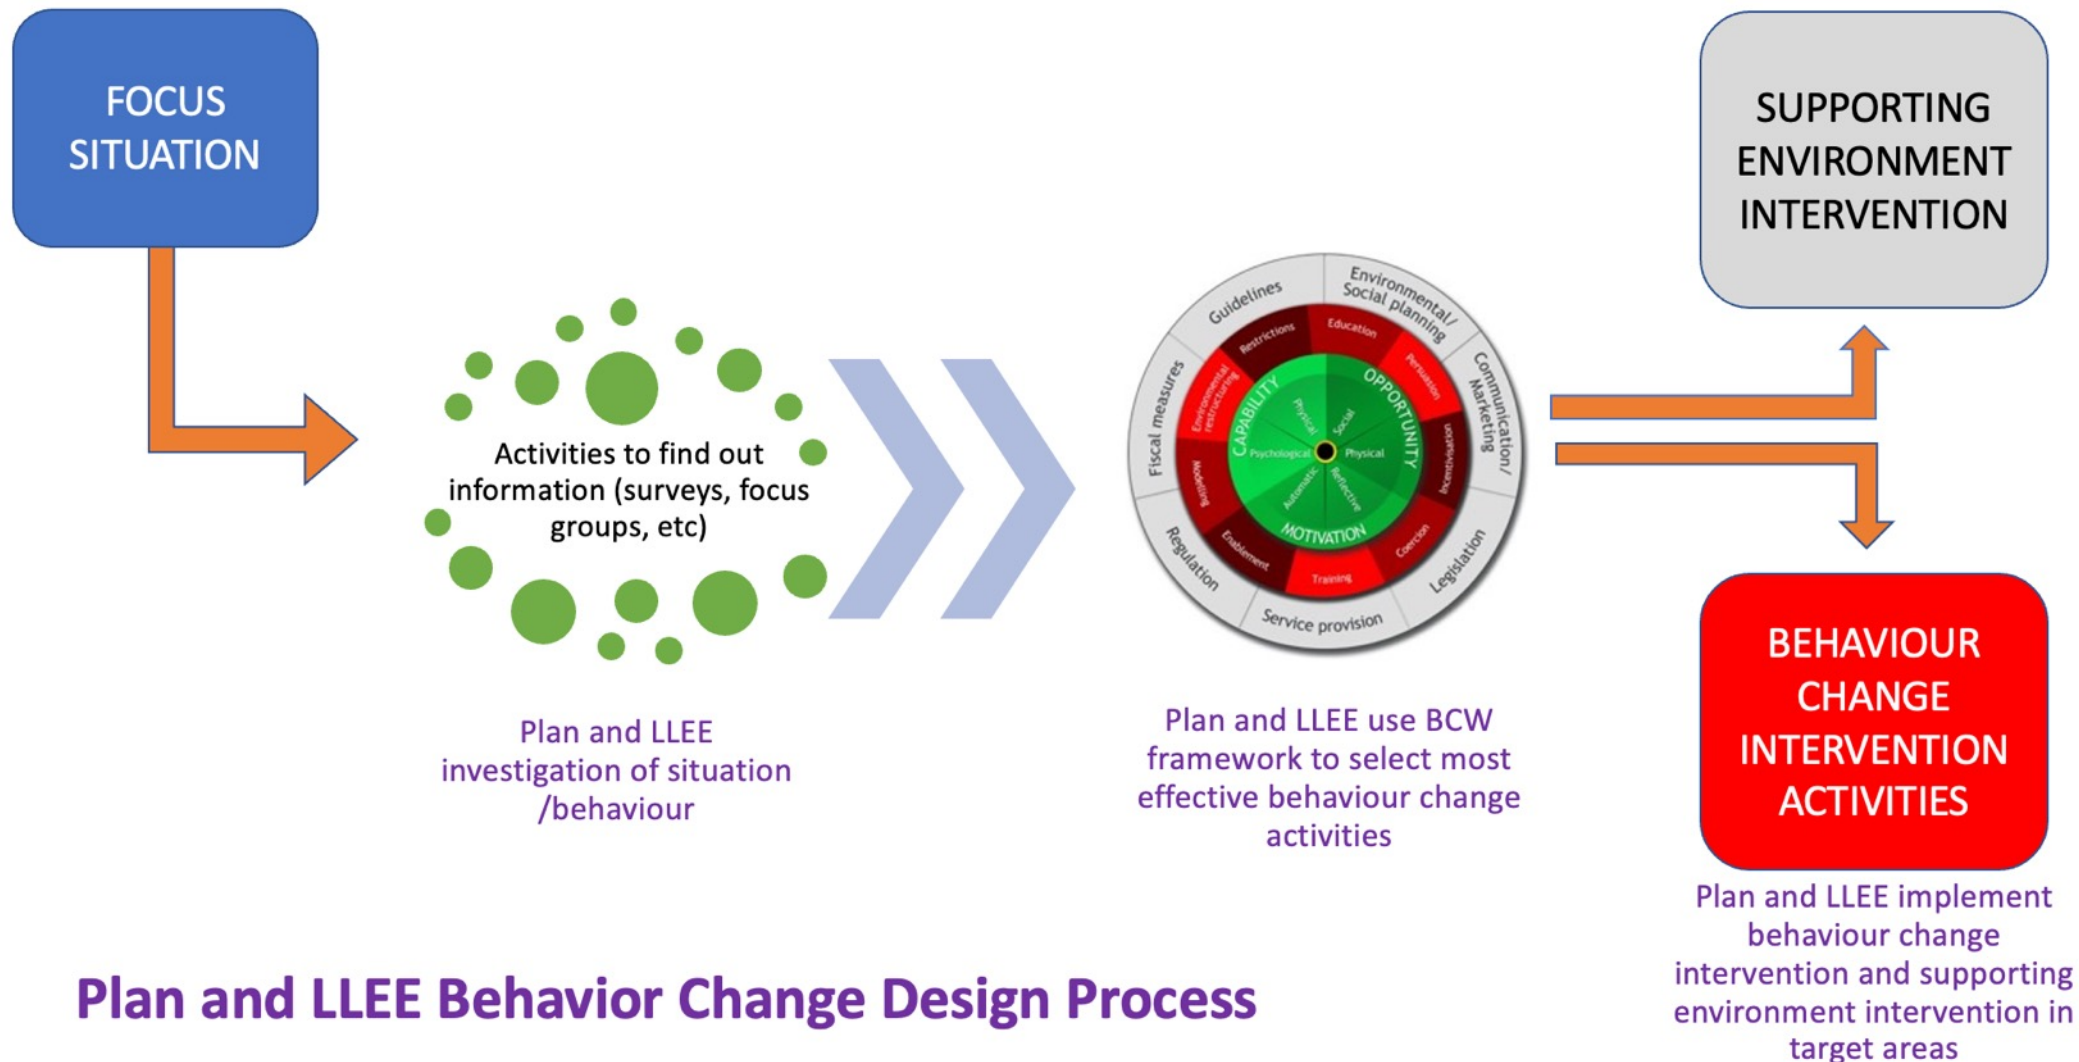 FOCUS
SITUATION
SUPPORTING
ENVIRONMENT
INTERVENTION
Activities to find out
information (surveys, focus
groups, etc)
Guidelines
Environmental/
Social planning
Communication/
Marketing
Legislation
Service provision
Regulation
Fiscal measures
Restrictions
Education
Persuasion
Incentivisation
Coercion
Training
Enablement
Modelling
Environmental
restructuring
CAPABILITY
OPPORTUNITY
MOTIVATION
Physical
Social
Psychological
Physical
Automatic
Reflective
Plan and LLEE
investigation of situation
/behaviour
Plan and LLEE use BCW
framework to select most
effective behaviour change
activities
BEHAVIOUR
CHANGE
INTERVENTION
ACTIVITIES
Plan and LLEE implement
behaviour change
intervention and supporting
environment intervention in
target areas
Plan and LLEE Behavior Change Design Process